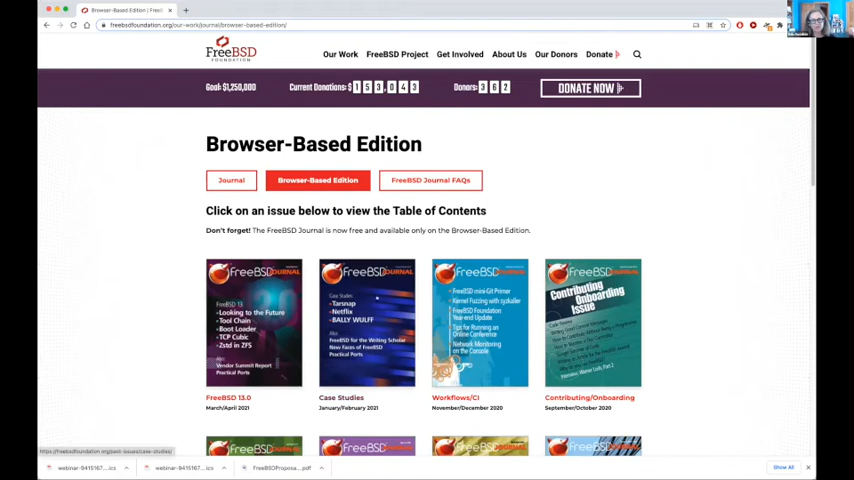 Browser-Based Edition | FreeB
freebsdfoundation.org/our-work/journal/browser-based-edition/
FreeBSD
FOUNDATION
Our Work
FreeBSD Project
Get Involved
About Us
Our Donors
Donate
Goal: $1,250,000
Current Donations: $ 153,043
Donors: 362
DONATE NOW
Browser-Based Edition
Journal
Browser-Based Edition
FreeBSD Journal FAQs
Click on an issue below to view the Table of Contents
Don't forget! The FreeBSD Journal is now free and available only on the Browser-Based Edition.
FreeBSD JOURNAL
FreeBSD 13
• Looking to the Future
• Tool Chain
• Boot Loader
• TCP Cubic
• Zstd in ZFS
Also:
Vendor Summit Report
Practical Ports
FreeBSD 13.0
March/April 2021
FreeBSD JOURNAL
Case Studies
• Tarsnap
• Netflix
• BALLY WULFF
Also:
FreeBSD for the Writing Scholar
New Faces of FreeBSD
Practical Ports
Case Studies
January/February 2021
FreeBSD JOURNAL
FreeBSD mini-Git Primer
Kernel Fuzzing with syzkaller
FreeBSD Foundation
Year-end Update
Tips for Running an
Online Conference
Network Monitoring
on the Console
Workflows/CI
November/December 2020
FreeBSD JOURNAL
Contributing
Onboarding
Issue
Contributing/Onboarding
September/October 2020
https://freebsdfoundation.org/past-issues/case-studies/
webinar-9415167....ics
webinar-9415167....ics
FreeBSDProposa....pdf
Show All